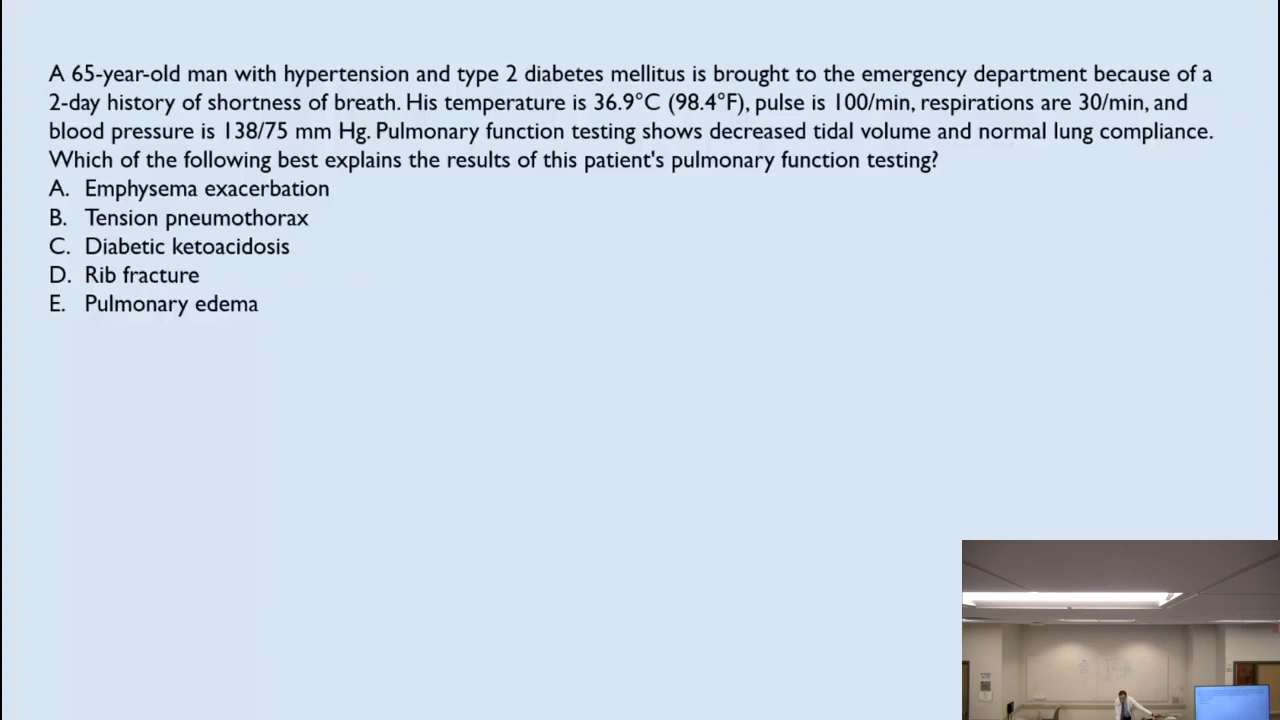 A 65-year-old man with hypertension and type 2 diabetes mellitus is brought to the emergency department because of a
2-day history of shortness of breath. His temperature is 36.9°C (98.4°F), pulse is 100/min, respirations are 30/min, and
blood pressure is 138/75 mm Hg. Pulmonary function testing shows decreased tidal volume and normal lung compliance.
Which of the following best explains the results of this patient's pulmonary function testing?
A. Emphysema exacerbation
B. Tension pneumothorax
C. Diabetic ketoacidosis
D. Rib fracture
E. Pulmonary edema